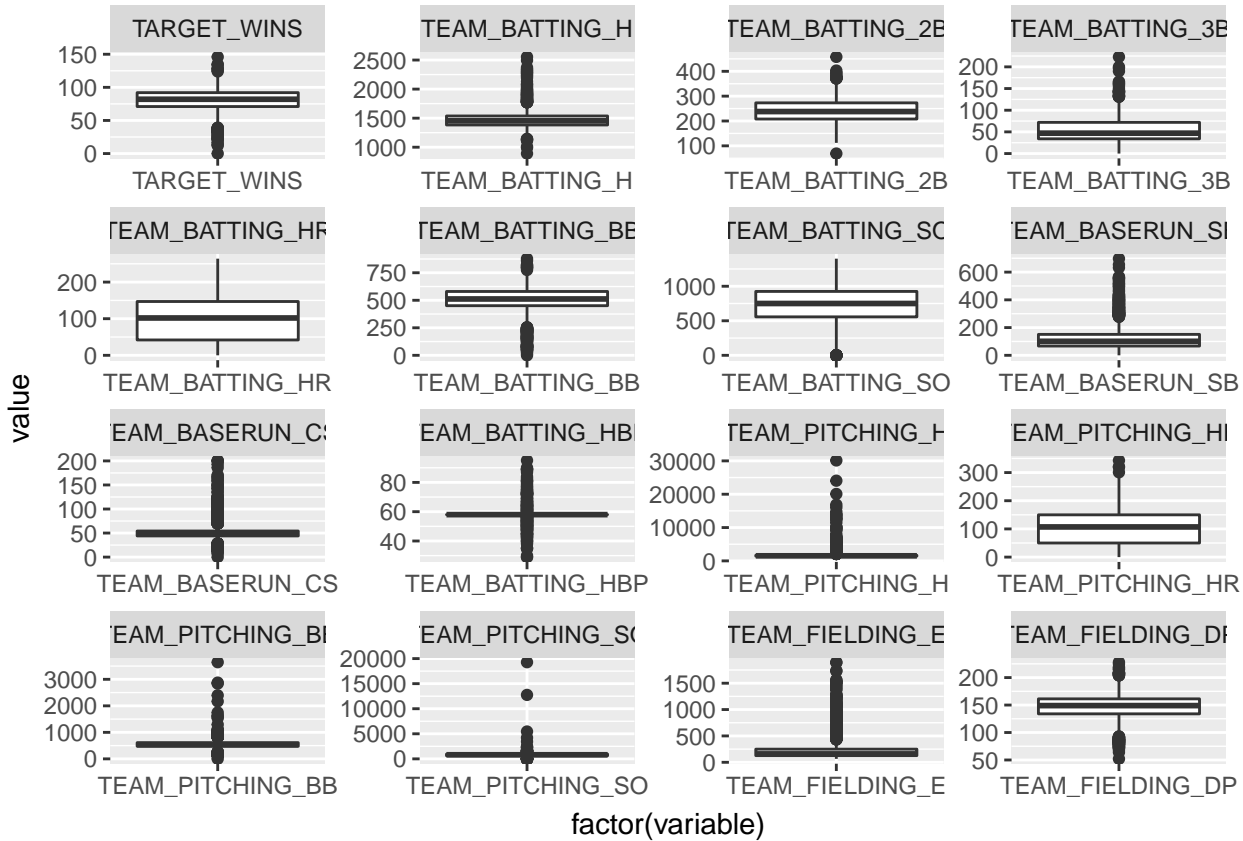 TARGET_WINS
150
100
50
0
TARGET_WINS
TEAM_BATTING_H
2500
2000
1500
1000
TEAM_BATTING_H
TEAM_BATTING_2B
400
300
200
100
TEAM_BATTING_2B
TEAM_BATTING_3B
200
150
100
50
0
TEAM_BATTING_3B
TEAM_BATTING_HR
200
100
0
TEAM_BATTING_HR
TEAM_BATTING_BB
750
500
250
0
TEAM_BATTING_BB
TEAM_BATTING_SO
1000
500
0
TEAM_BATTING_SO
TEAM_BASERUN_SB
600
400
200
0
TEAM_BASERUN_SB
value
TEAM_BASERUN_CS
200
150
100
50
0
TEAM_BASERUN_CS
TEAM_BATTING_HBP
80
60
40
TEAM_BATTING_HBP
TEAM_PITCHING_H
30000
20000
10000
0
TEAM_PITCHING_H
TEAM_PITCHING_HR
300
200
100
0
TEAM_PITCHING_HR
TEAM_PITCHING_BB
3000
2000
1000
0
TEAM_PITCHING_BB
TEAM_PITCHING_SO
20000
15000
10000
5000
0
TEAM_PITCHING_SO
TEAM_FIELDING_E
1500
1000
500
0
TEAM_FIELDING_E
TEAM_FIELDING_DP
200
150
100
50
TEAM_FIELDING_DP
factor(variable)